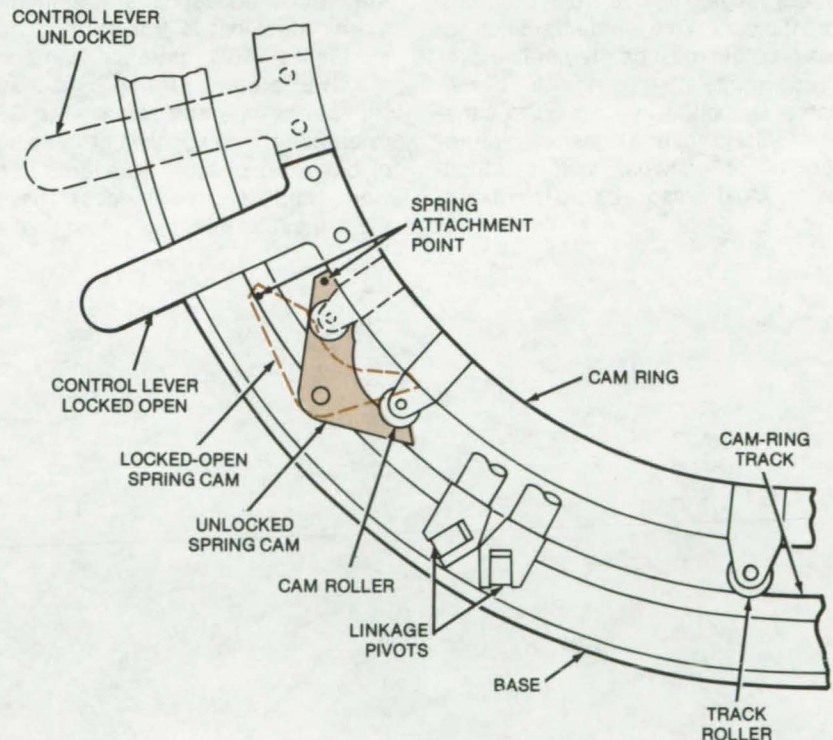 CONTROL LEVER
UNLOCKED
SPRING
ATTACHMENT
POINT
CONTROL LEVER
LOCKED OPEN
CAM RING
CAM-RING
TRACK
LOCKED-OPEN
SPRING CAM
UNLOCKED
SPRING CAM
CAM ROLLER
LINKAGE
PIVOTS
BASE
TRACK
ROLLER